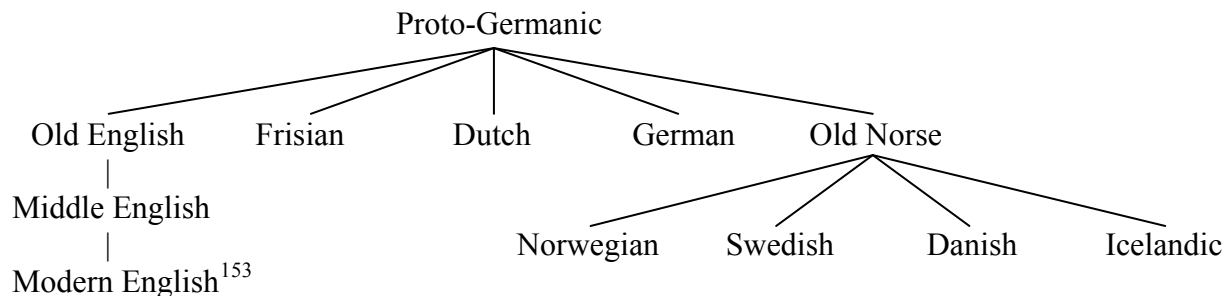 Proto-Germanic
Old English Frisian Dutch German Old Norse
Middle English
Norwegian Swedish Danish Icelandic
Modern English153